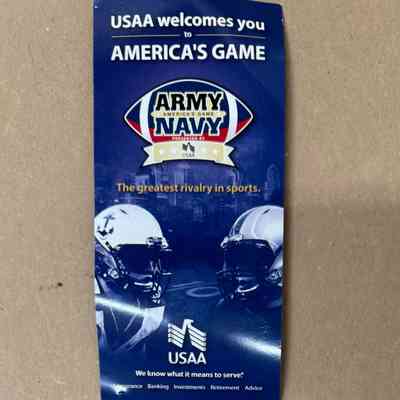 USAA welcomes you
to
AMERICA'S GAME
ARMY
AMERICA'S GAME
NAVY
PRESENTED BY
USAA
The greatest rivalry in sports.
USAA
We know what it means to serve.®
Insurance Banking Investments Retirement Advice